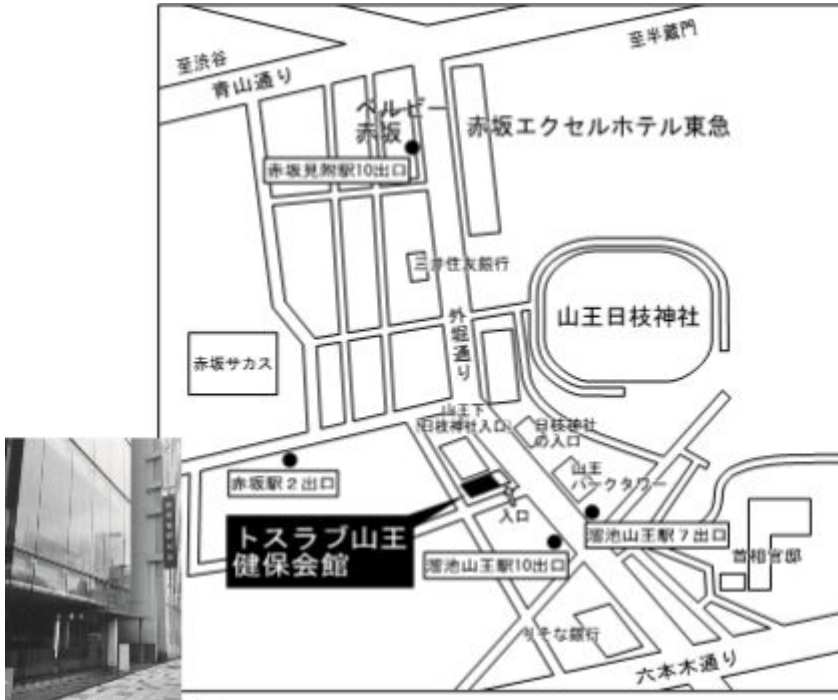 至渋谷
至半蔵門
青山通り
ベルビー
赤坂
赤坂エクセルホテル東急
赤坂見附駅10出口
三井住友銀行
外堀通り
山王日枝神社
赤坂サカス
山王下
(日枝神社入口)
日枝神社
の入口
赤坂駅2出口
山王
パークタワー
入口
トスラブ山王
健保会館
溜池山王駅7出口
溜池山王駅10出口
首相官邸
りそな銀行
六本木通り